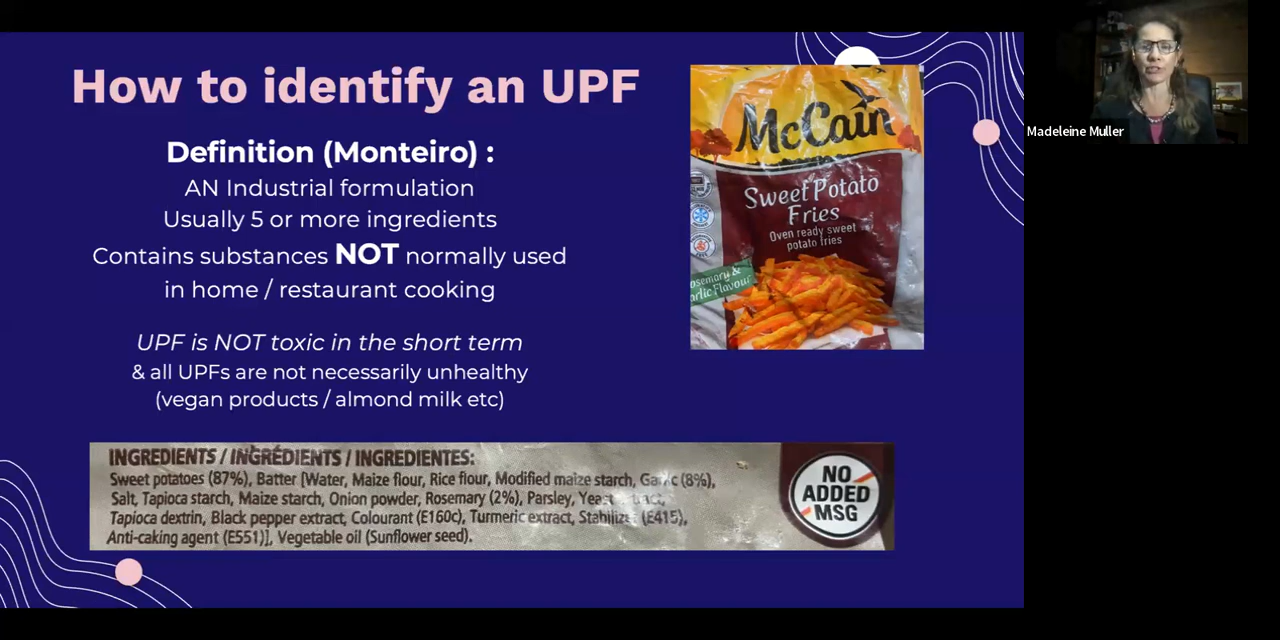 How to identify an UPF
Definition (Monteiro) :
AN Industrial formulation
Usually 5 or more ingredients
Contains substances NOT normally used
in home / restaurant cooking
UPF is NOT toxic in the short term
& all UPFs are not necessarily unhealthy
(vegan products / almond milk etc)
McCain
Sweet Potato
Fries
Oven ready sweet
potato fries
Flavour
INGREDIENTS / INGRÉDIENTS / INGREDIENTES:
Sweet potatoes (87%), Batter [Water, Maize flour, Rice flour, Modified maize starch, Garlic (8%),
Salt, Tapioca starch, Maize starch, Onion powder, Rosemary (2%), Parsley, Yeast
Tapioca dextrin, Black pepper extract, Colourant (E160c), Turmeric extract, Stabilizer (E415),
Anti-caking agent (E551)], Vegetable oil (Sunflower seed).
NO
ADDED
MSG
Madeleine Muller